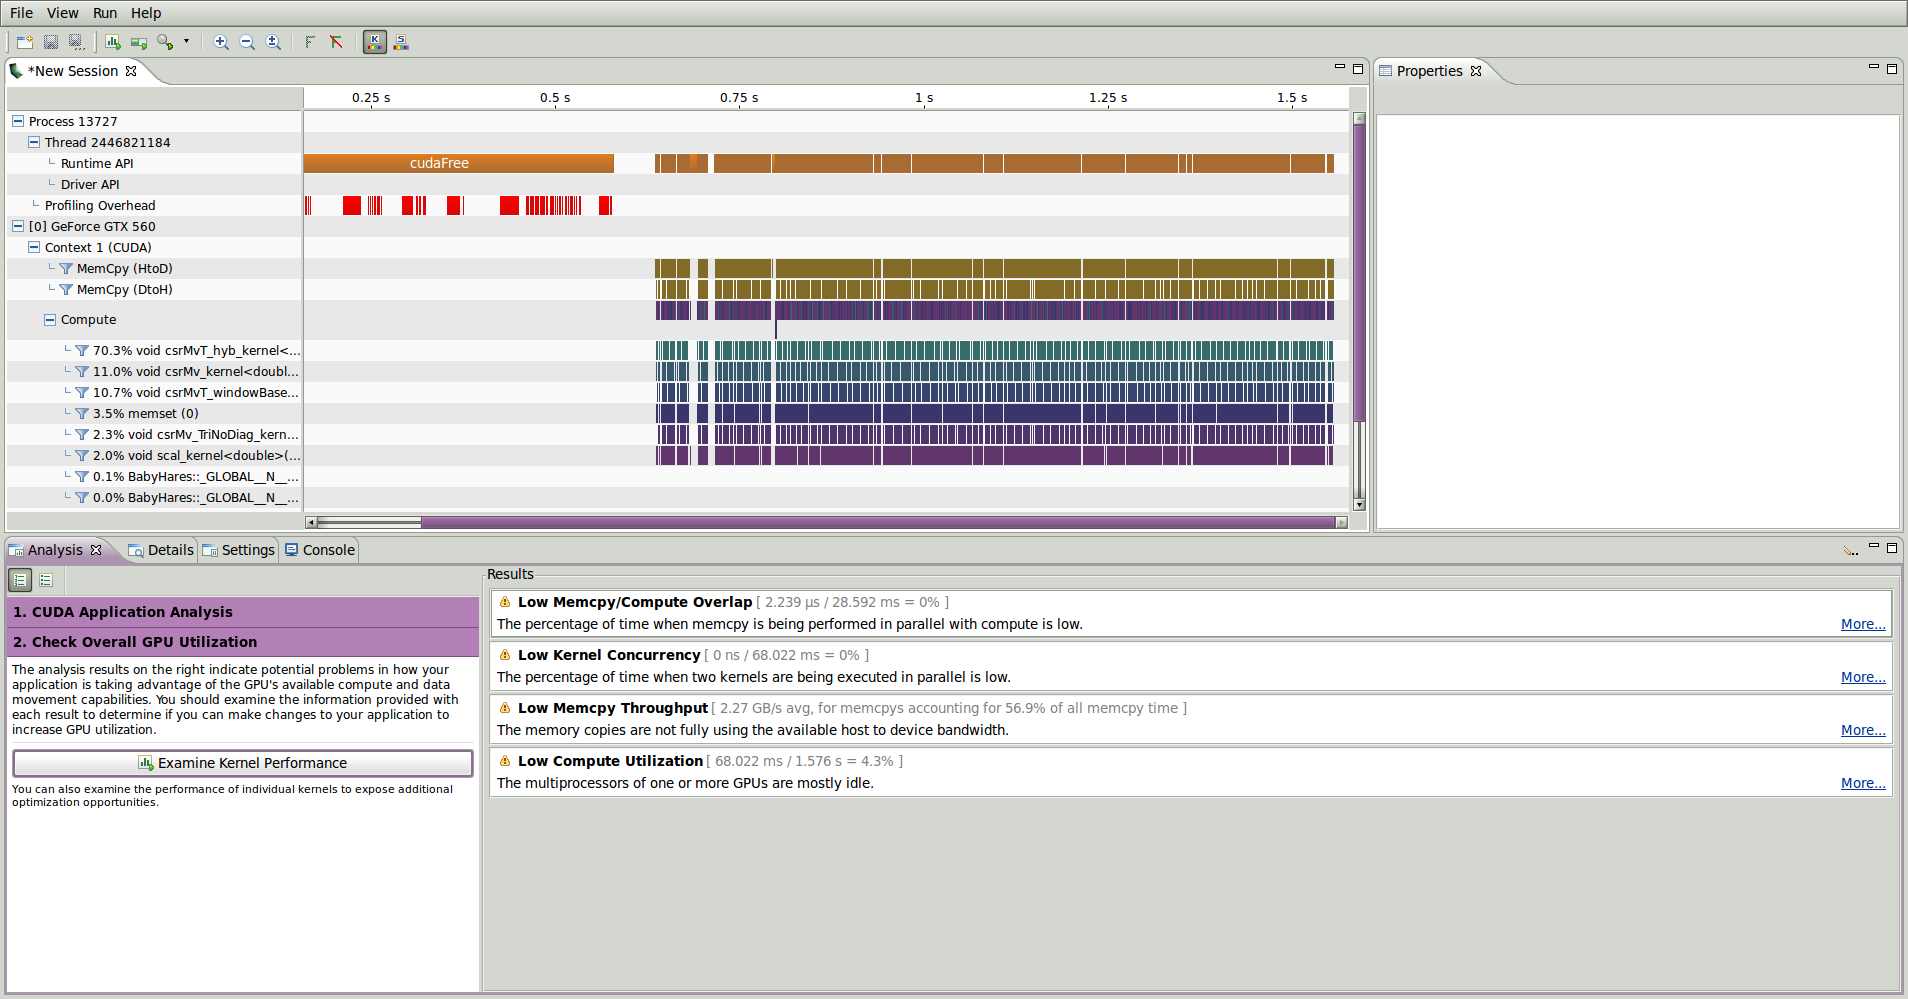 File View Run Help
*New Session
Properties
0.25 s 0.5 s 0.75 s 1 s 1.25 s 1.5 s
Process 13727
Thread 2446821184
Runtime API
cudaFree
Driver API
Profiling Overhead
[0] GeForce GTX 560
Context 1 (CUDA)
MemCpy (HtoD)
MemCpy (DtoH)
Compute
70.3% void csrMvT_hyb_kernel<...
11.0% void csrMv_kernel<doubl...
10.7% void csrMvT_windowBase...
3.5% memset (0)
2.3% void csrMv_TriNoDiag_kern...
2.0% void scal_kernel<double>(...
0.1% BabyHares::_GLOBAL__N__...
0.0% BabyHares::_GLOBAL__N__...
Analysis Details Settings Console
1. CUDA Application Analysis
2. Check Overall GPU Utilization
The analysis results on the right indicate potential problems in how your
application is taking advantage of the GPU's available compute and data
movement capabilities. You should examine the information provided with
each result to determine if you can make changes to your application to
increase GPU utilization.
Examine Kernel Performance
You can also examine the performance of individual kernels to expose additional
optimization opportunities.
Results
Low Memcpy/Compute Overlap [ 2.239 µs / 28.592 ms = 0% ]
The percentage of time when memcpy is being performed in parallel with compute is low.
More...
Low Kernel Concurrency [ 0 ns / 68.022 ms = 0% ]
The percentage of time when two kernels are being executed in parallel is low.
More...
Low Memcpy Throughput [ 2.27 GB/s avg, for memcpys accounting for 56.9% of all memcpy time ]
The memory copies are not fully using the available host to device bandwidth.
More...
Low Compute Utilization [ 68.022 ms / 1.576 s = 4.3% ]
The multiprocessors of one or more GPUs are mostly idle.
More...